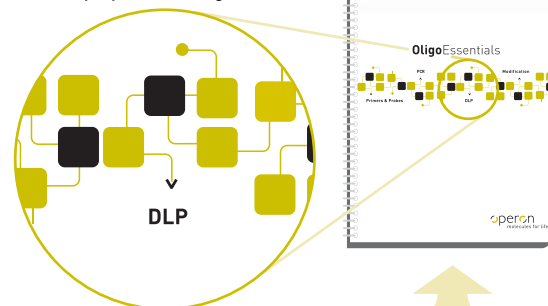 OligoEssentials
PCR
Modification
Primers & Probes
DLP
DLP
operon
molecules for life